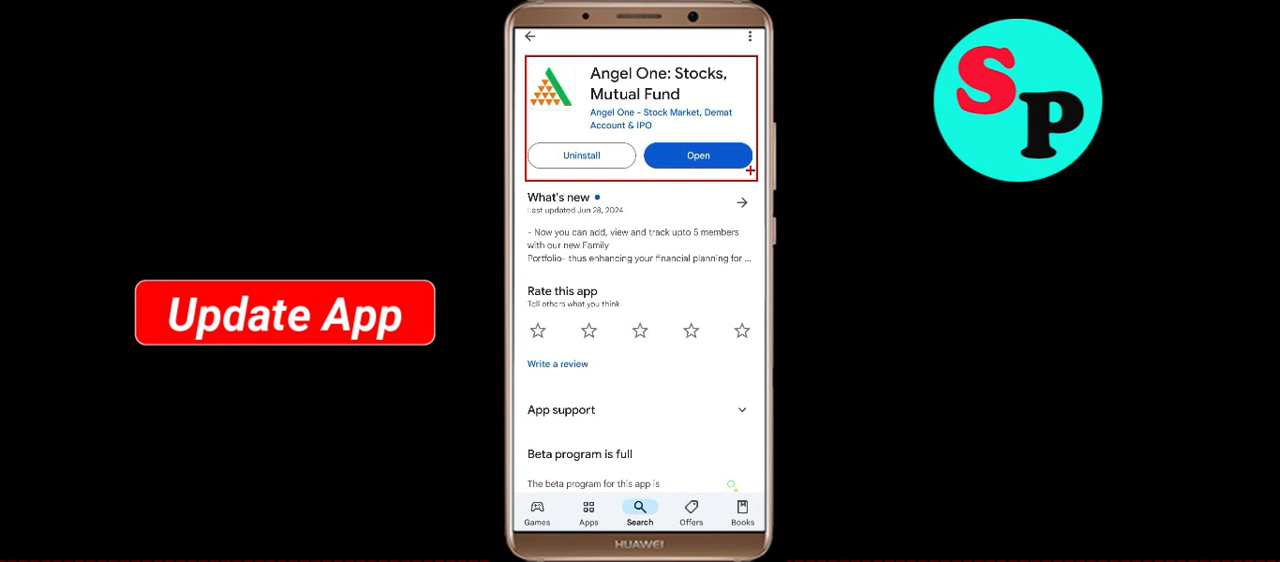 Angel One: Stocks,
Mutual Fund
Angel One - Stock Market, Demat
Account & IPO
Uninstall
Open
What's new
Last updated Jun 28, 2024
- Now you can add, view and track upto 5 members
with our new Family
Portfolio- thus enhancing your financial planning for ...
Rate this app
Tell others what you think
Write a review
App support
Beta program is full
The beta program for this app is
Games
Apps
Search
Offers
Books
HUAWEI
Update App
SP